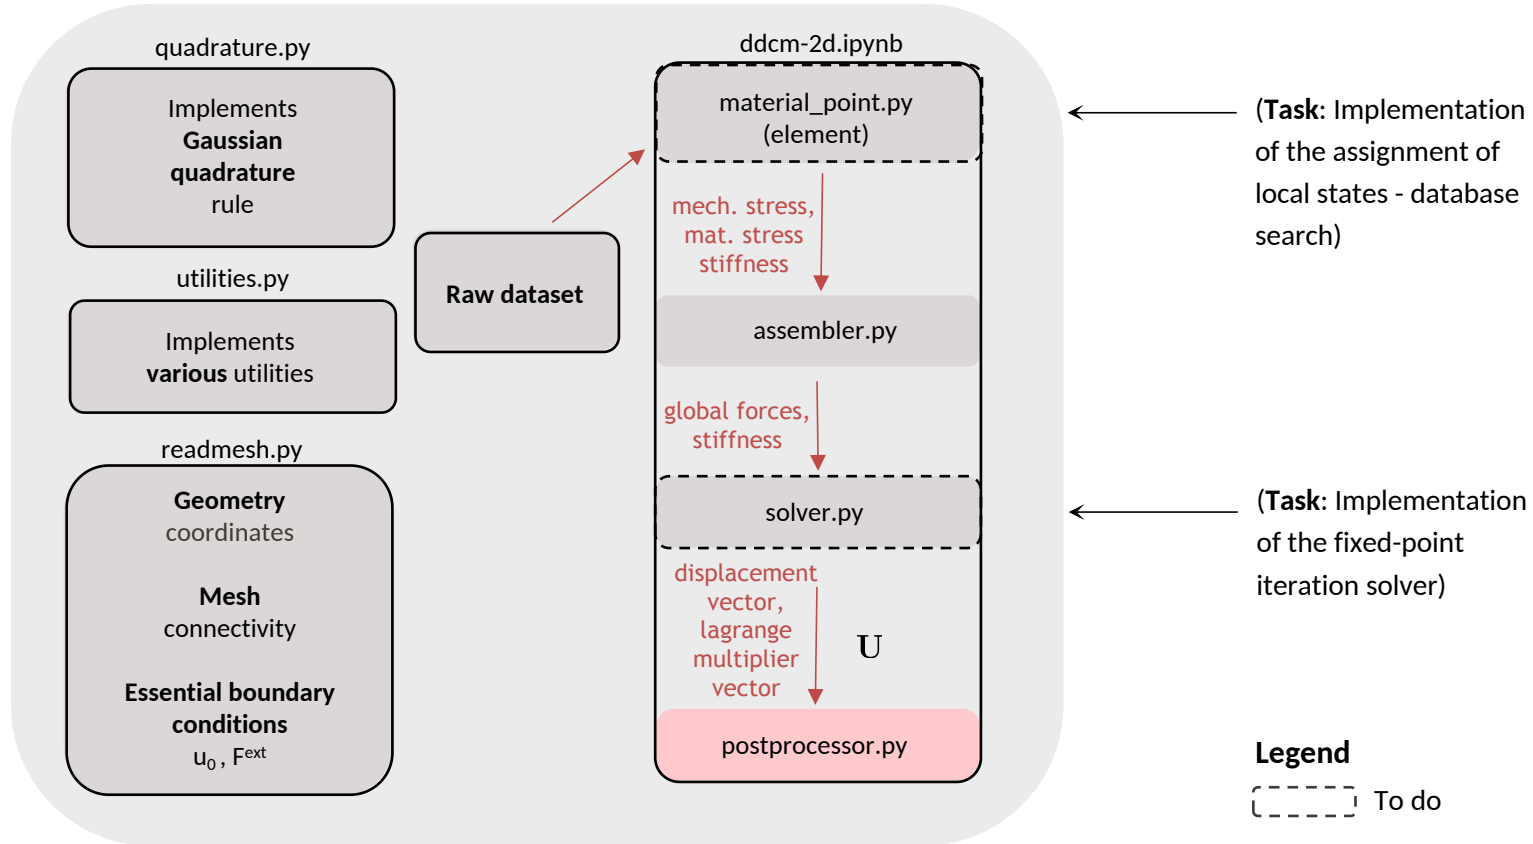 quadrature.py
Implements
Gaussian
quadrature
rule
utilities.py
Implements
various utilities
readmesh.py
Geometry
coordinates
Mesh
connectivity
Essential boundary
conditions
u₀ , Fᵉˣᵗ
Raw dataset
ddcm-2d.ipynb
material_point.py
(element)
mech. stress,
mat. stress
stiffness
assembler.py
global forces,
stiffness
solver.py
displacement
vector,
lagrange
multiplier
vector
U
postprocessor.py
(Task: Implementation
of the assignment of
local states - database
search)
(Task: Implementation
of the fixed-point
iteration solver)
Legend
To do